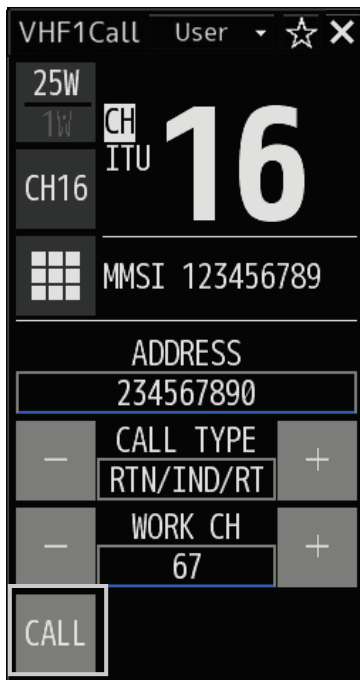 VHF1Call User
25W
1W
CH
ITU
16
CH16
MMSI 123456789
ADDRESS
234567890
CALL TYPE
− RTN/IND/RT +
WORK CH
− 67 +
CALL